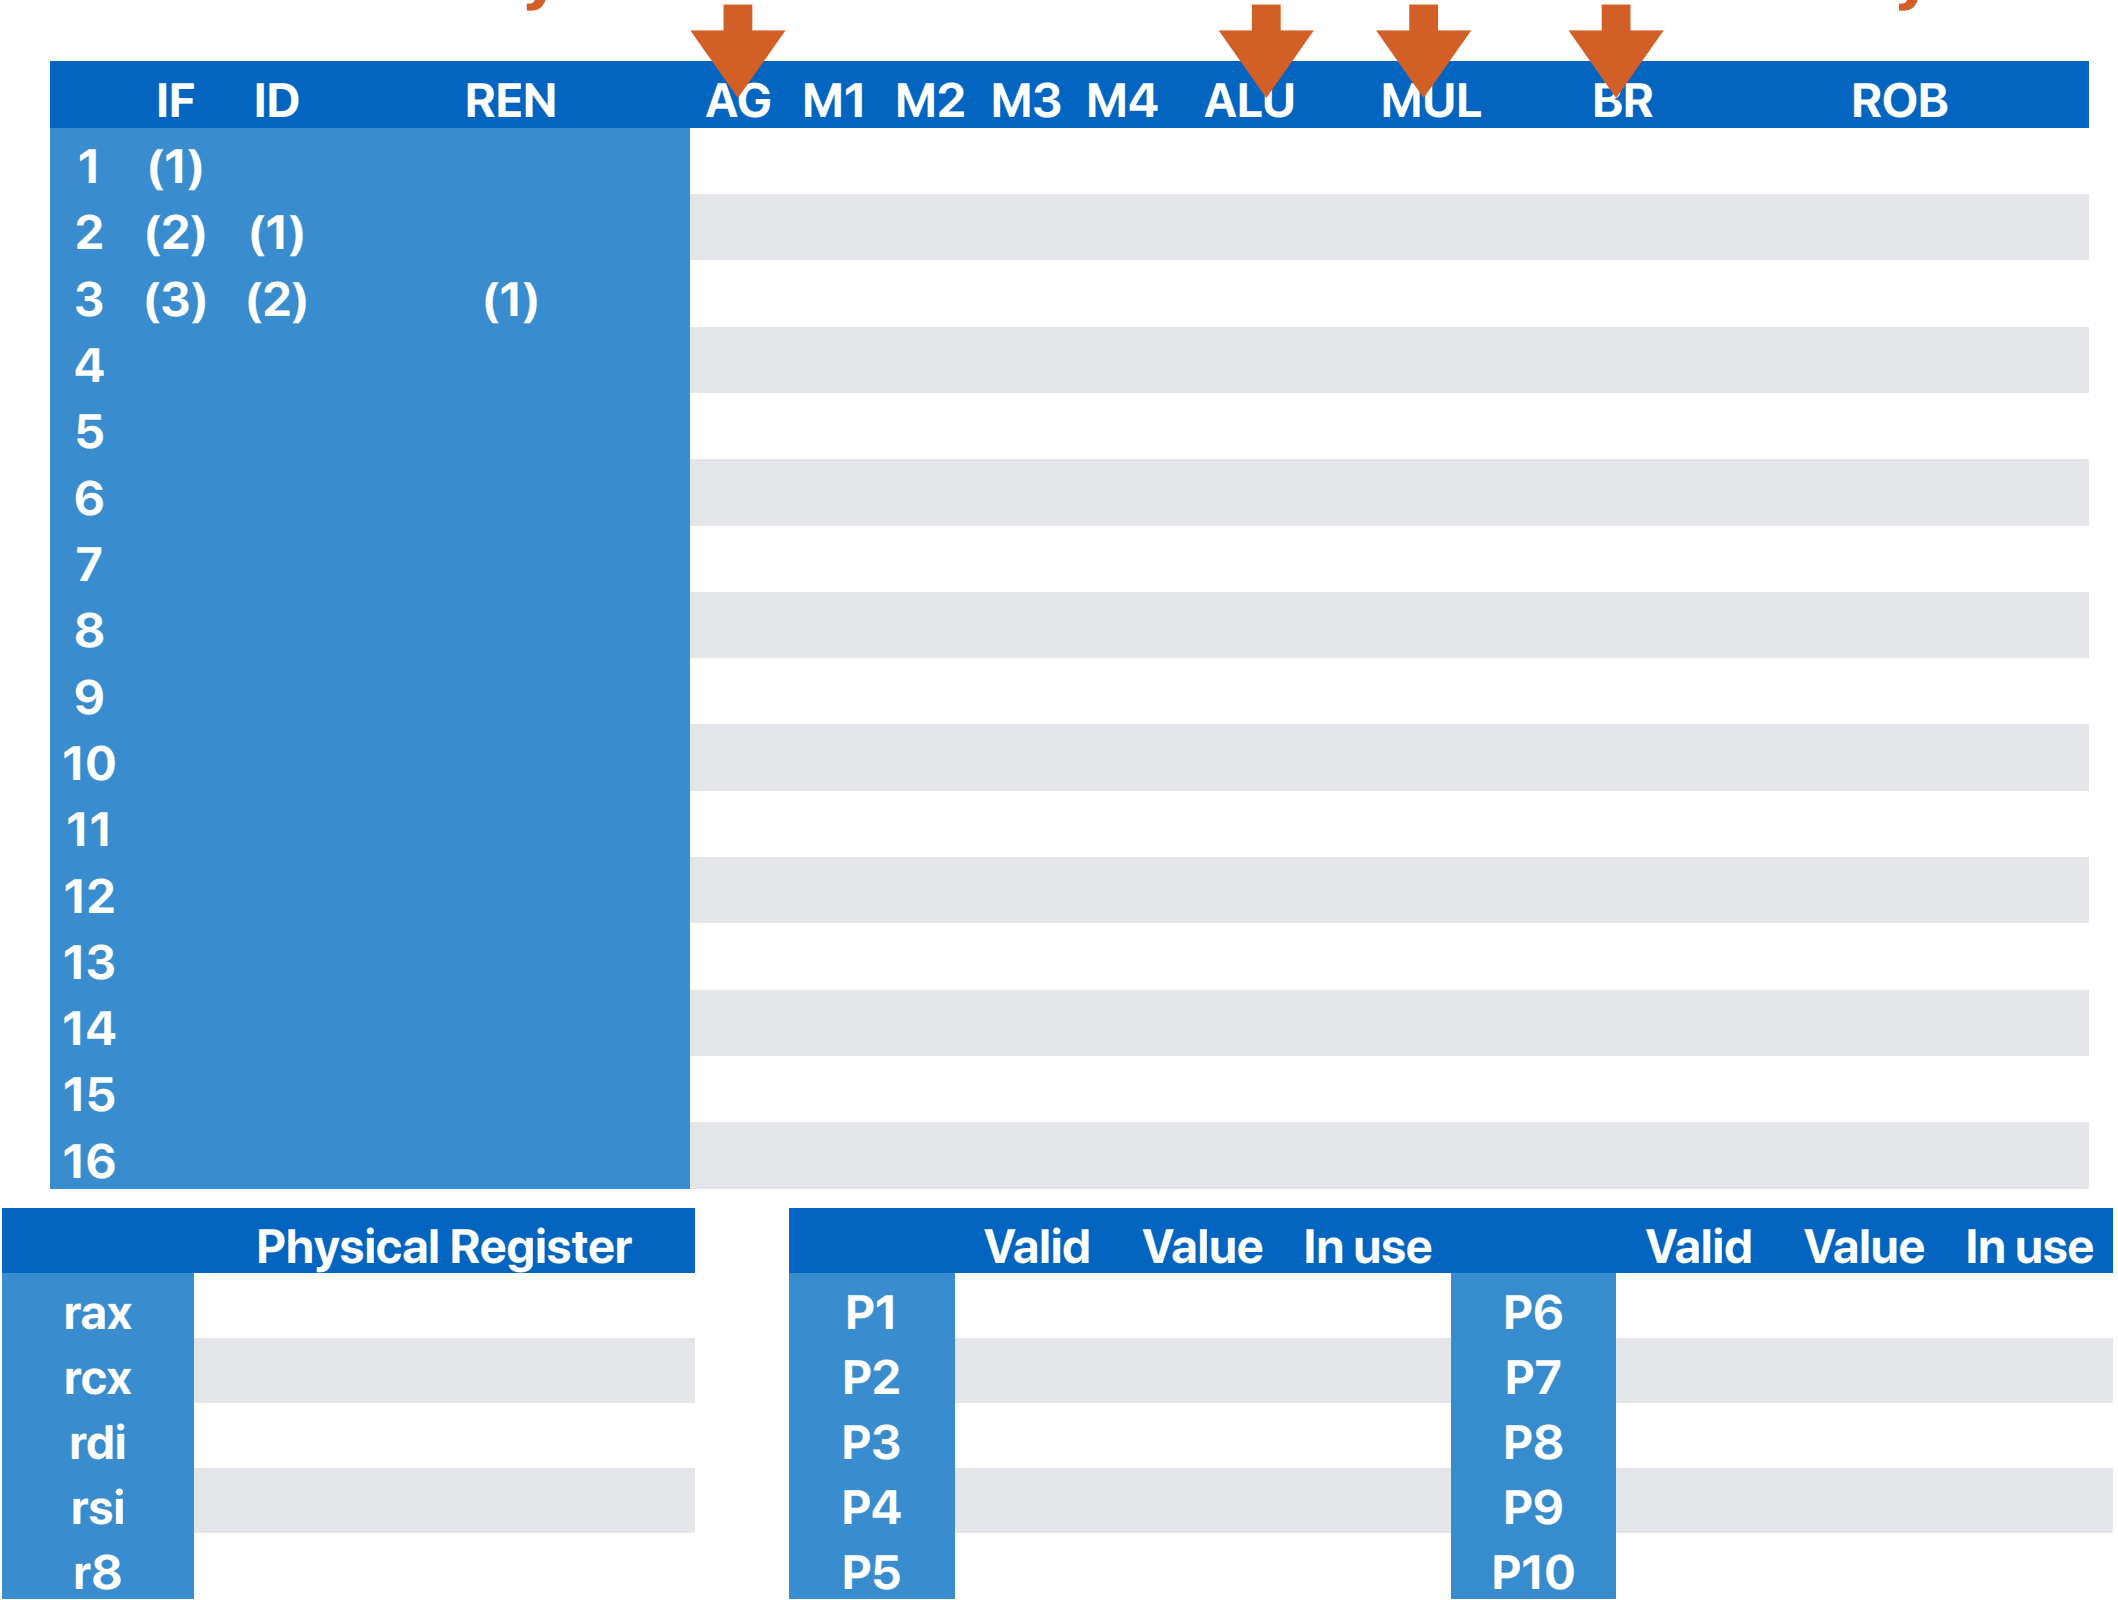 IF ID REN AG M1 M2 M3 M4 ALU MUL BR ROB
1 (1)
2 (2) (1)
3 (3) (2) (1)
4
5
6
7
8
9
10
11
12
13
14
15
16
Physical Register
rax
rcx
rdi
rsi
r8
Valid Value In use Valid Value In use
P1 P6
P2 P7
P3 P8
P4 P9
P5 P10